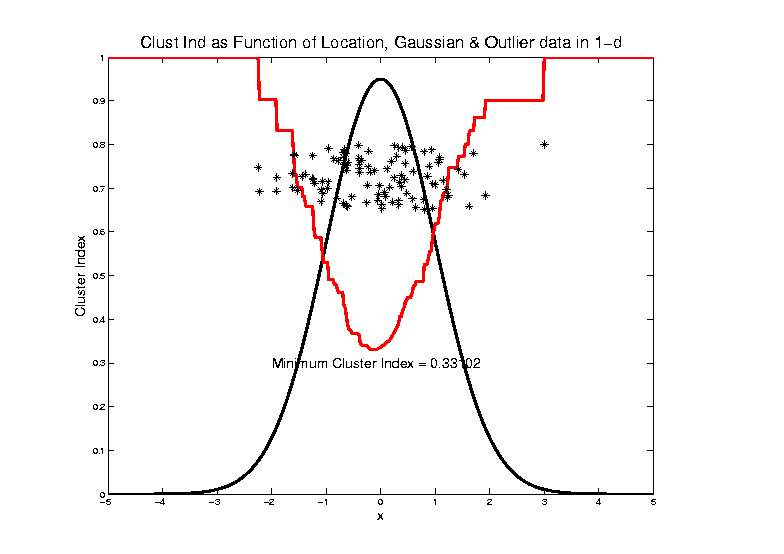 Clust Ind as Function of Location, Gaussian & Outlier data in 1-d
1
0.9
0.8
0.7
0.6
0.5
0.4
0.3
0.2
0.1
0
Cluster Index
Minimum Cluster Index = 0.33102
-5 -4 -3 -2 -1 0 1 2 3 4 5
x